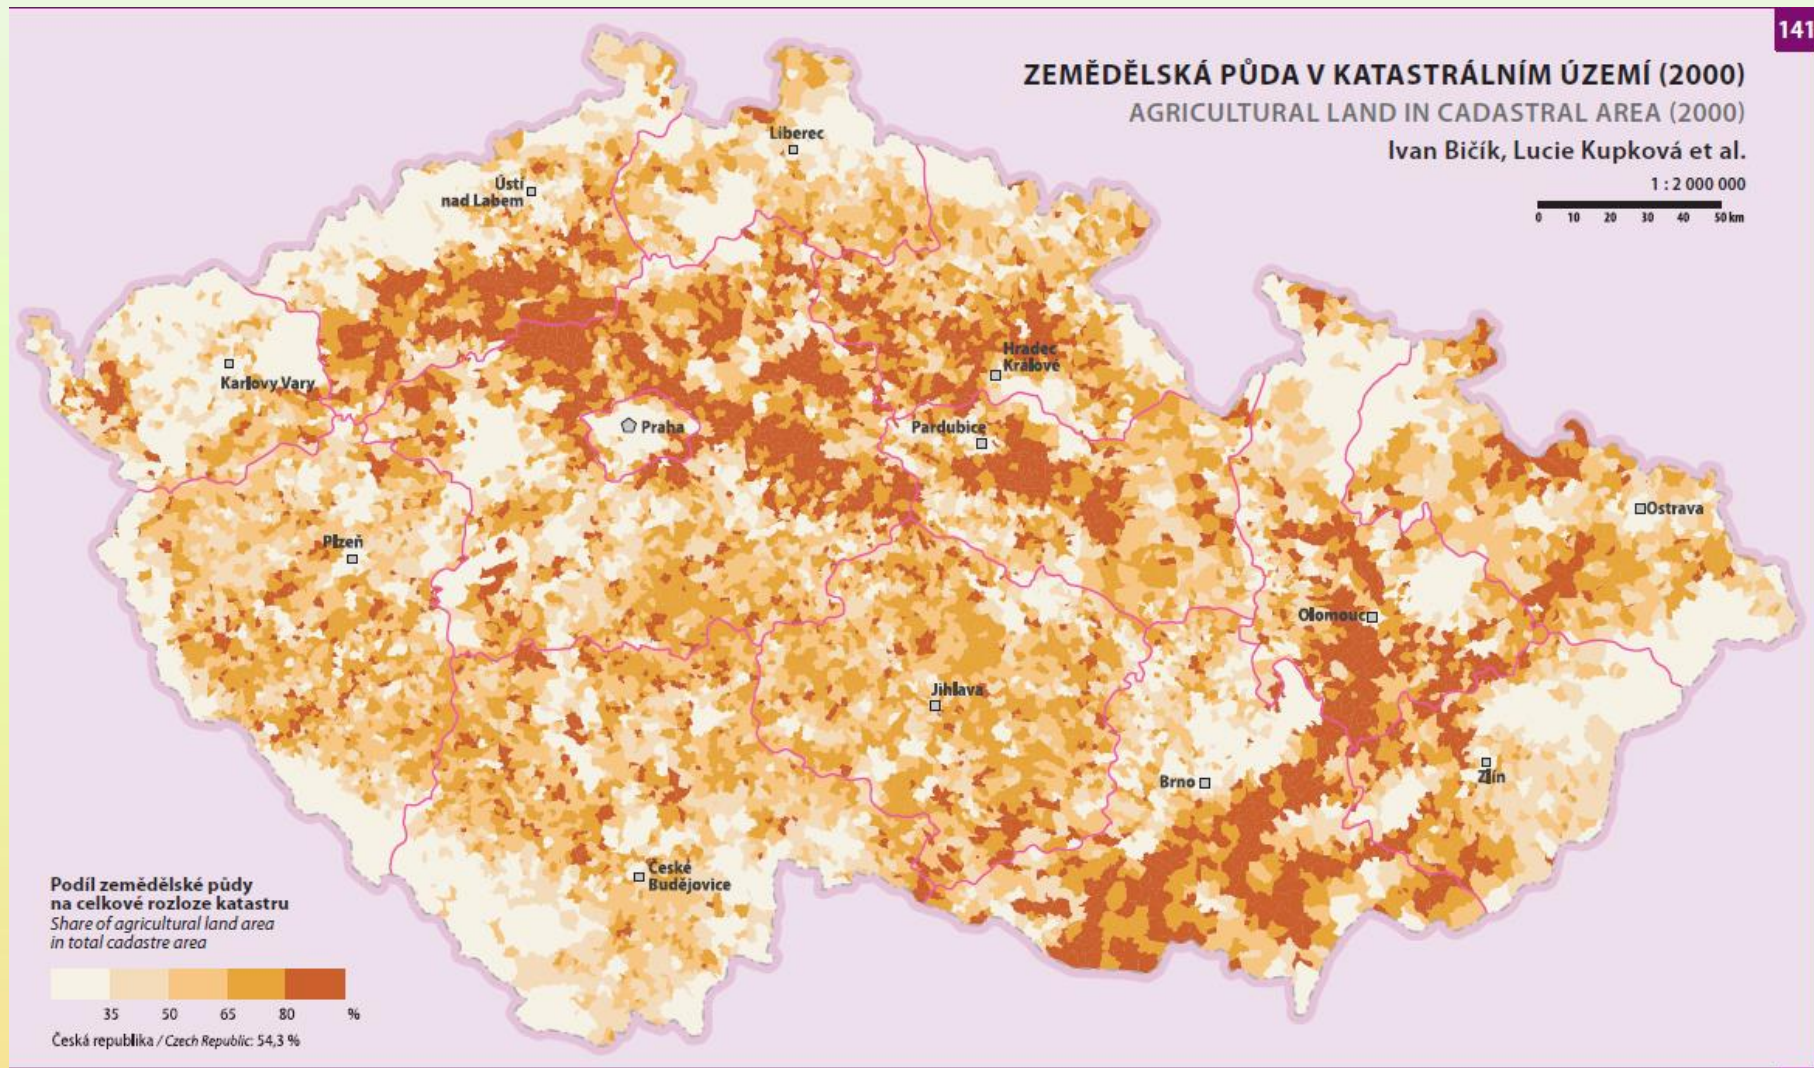 141
ZEMĚDĚLSKÁ PŮDA V KATASTRÁLNÍM ÚZEMÍ (2000)
AGRICULTURAL LAND IN CADASTRAL AREA (2000)
Ivan Bičík, Lucie Kupková et al.
1 : 2 000 000
0 10 20 30 40 50 km
Liberec
Ústí
nad Labem
Karlovy Vary
Hradec
Králové
Praha
Pardubice
Ostrava
Plzeň
Olomouc
Jihlava
Brno
Zlín
České
Budějovice
Podíl zemědělské půdy
na celkové rozloze katastru
Share of agricultural land area
in total cadastre area
35 50 65 80 %
Česká republika / Czech Republic: 54,3 %